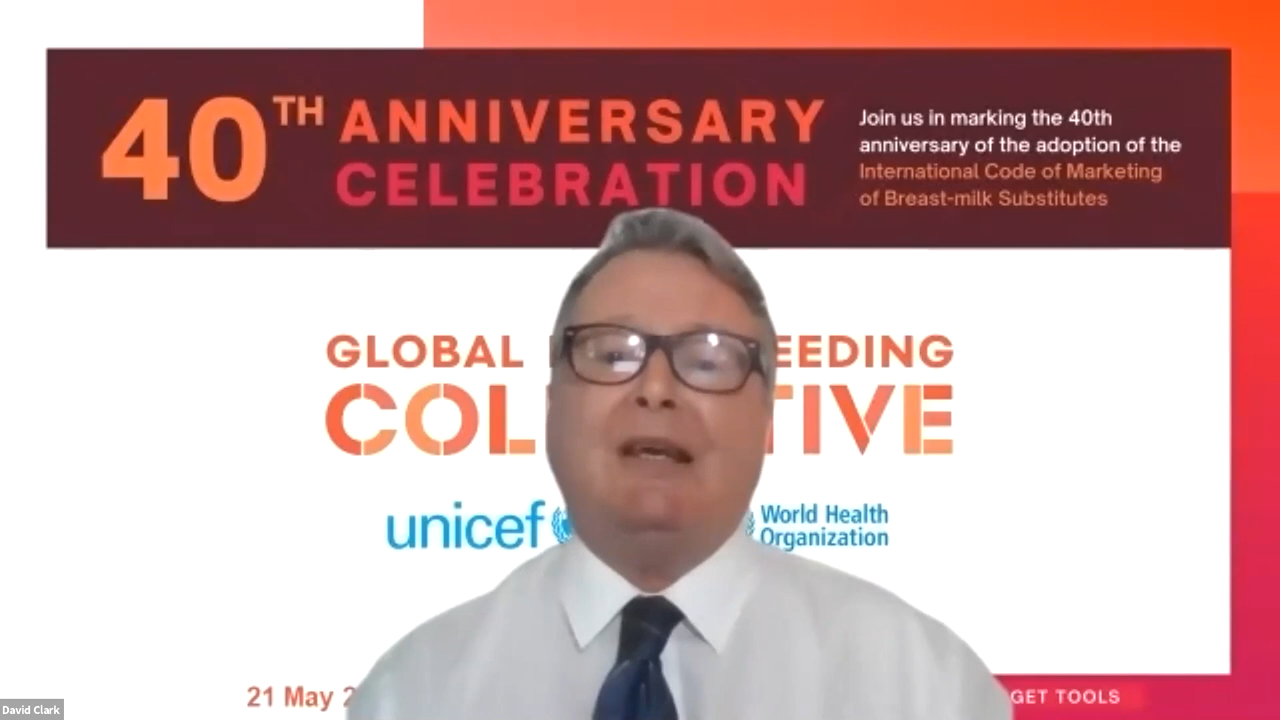 40TH ANNIVERSARY
CELEBRATION
Join us in marking the 40th
anniversary of the adoption of the
International Code of Marketing
of Breast-milk Substitutes
GLOBAL EEDING
COL TIVE
unicef
World Health
Organization
21 May 2
GET TOOLS
David Clark